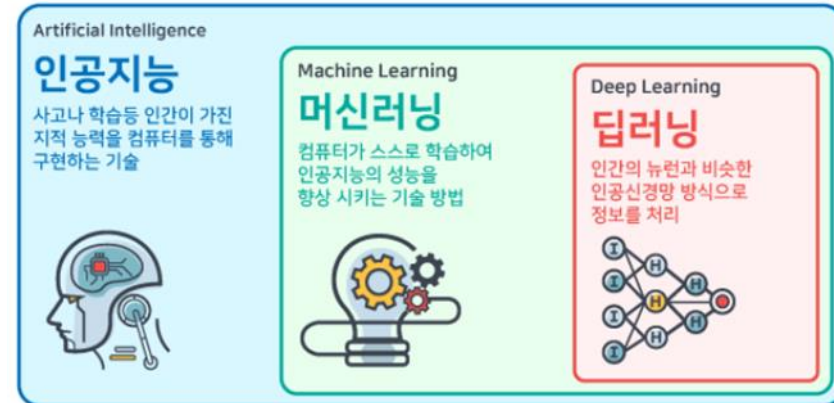 Artificial Intelligence
인공지능
사고나 학습등 인간이 가진
지적 능력을 컴퓨터를 통해
구현하는 기술
Machine Learning
머신러닝
컴퓨터가 스스로 학습하여
인공지능의 성능을
향상 시키는 기술 방법
Deep Learning
딥러닝
인간의 뉴런과 비슷한
인공신경망 방식으로
정보를 처리
I
H
I
H
H
I
H
H
I